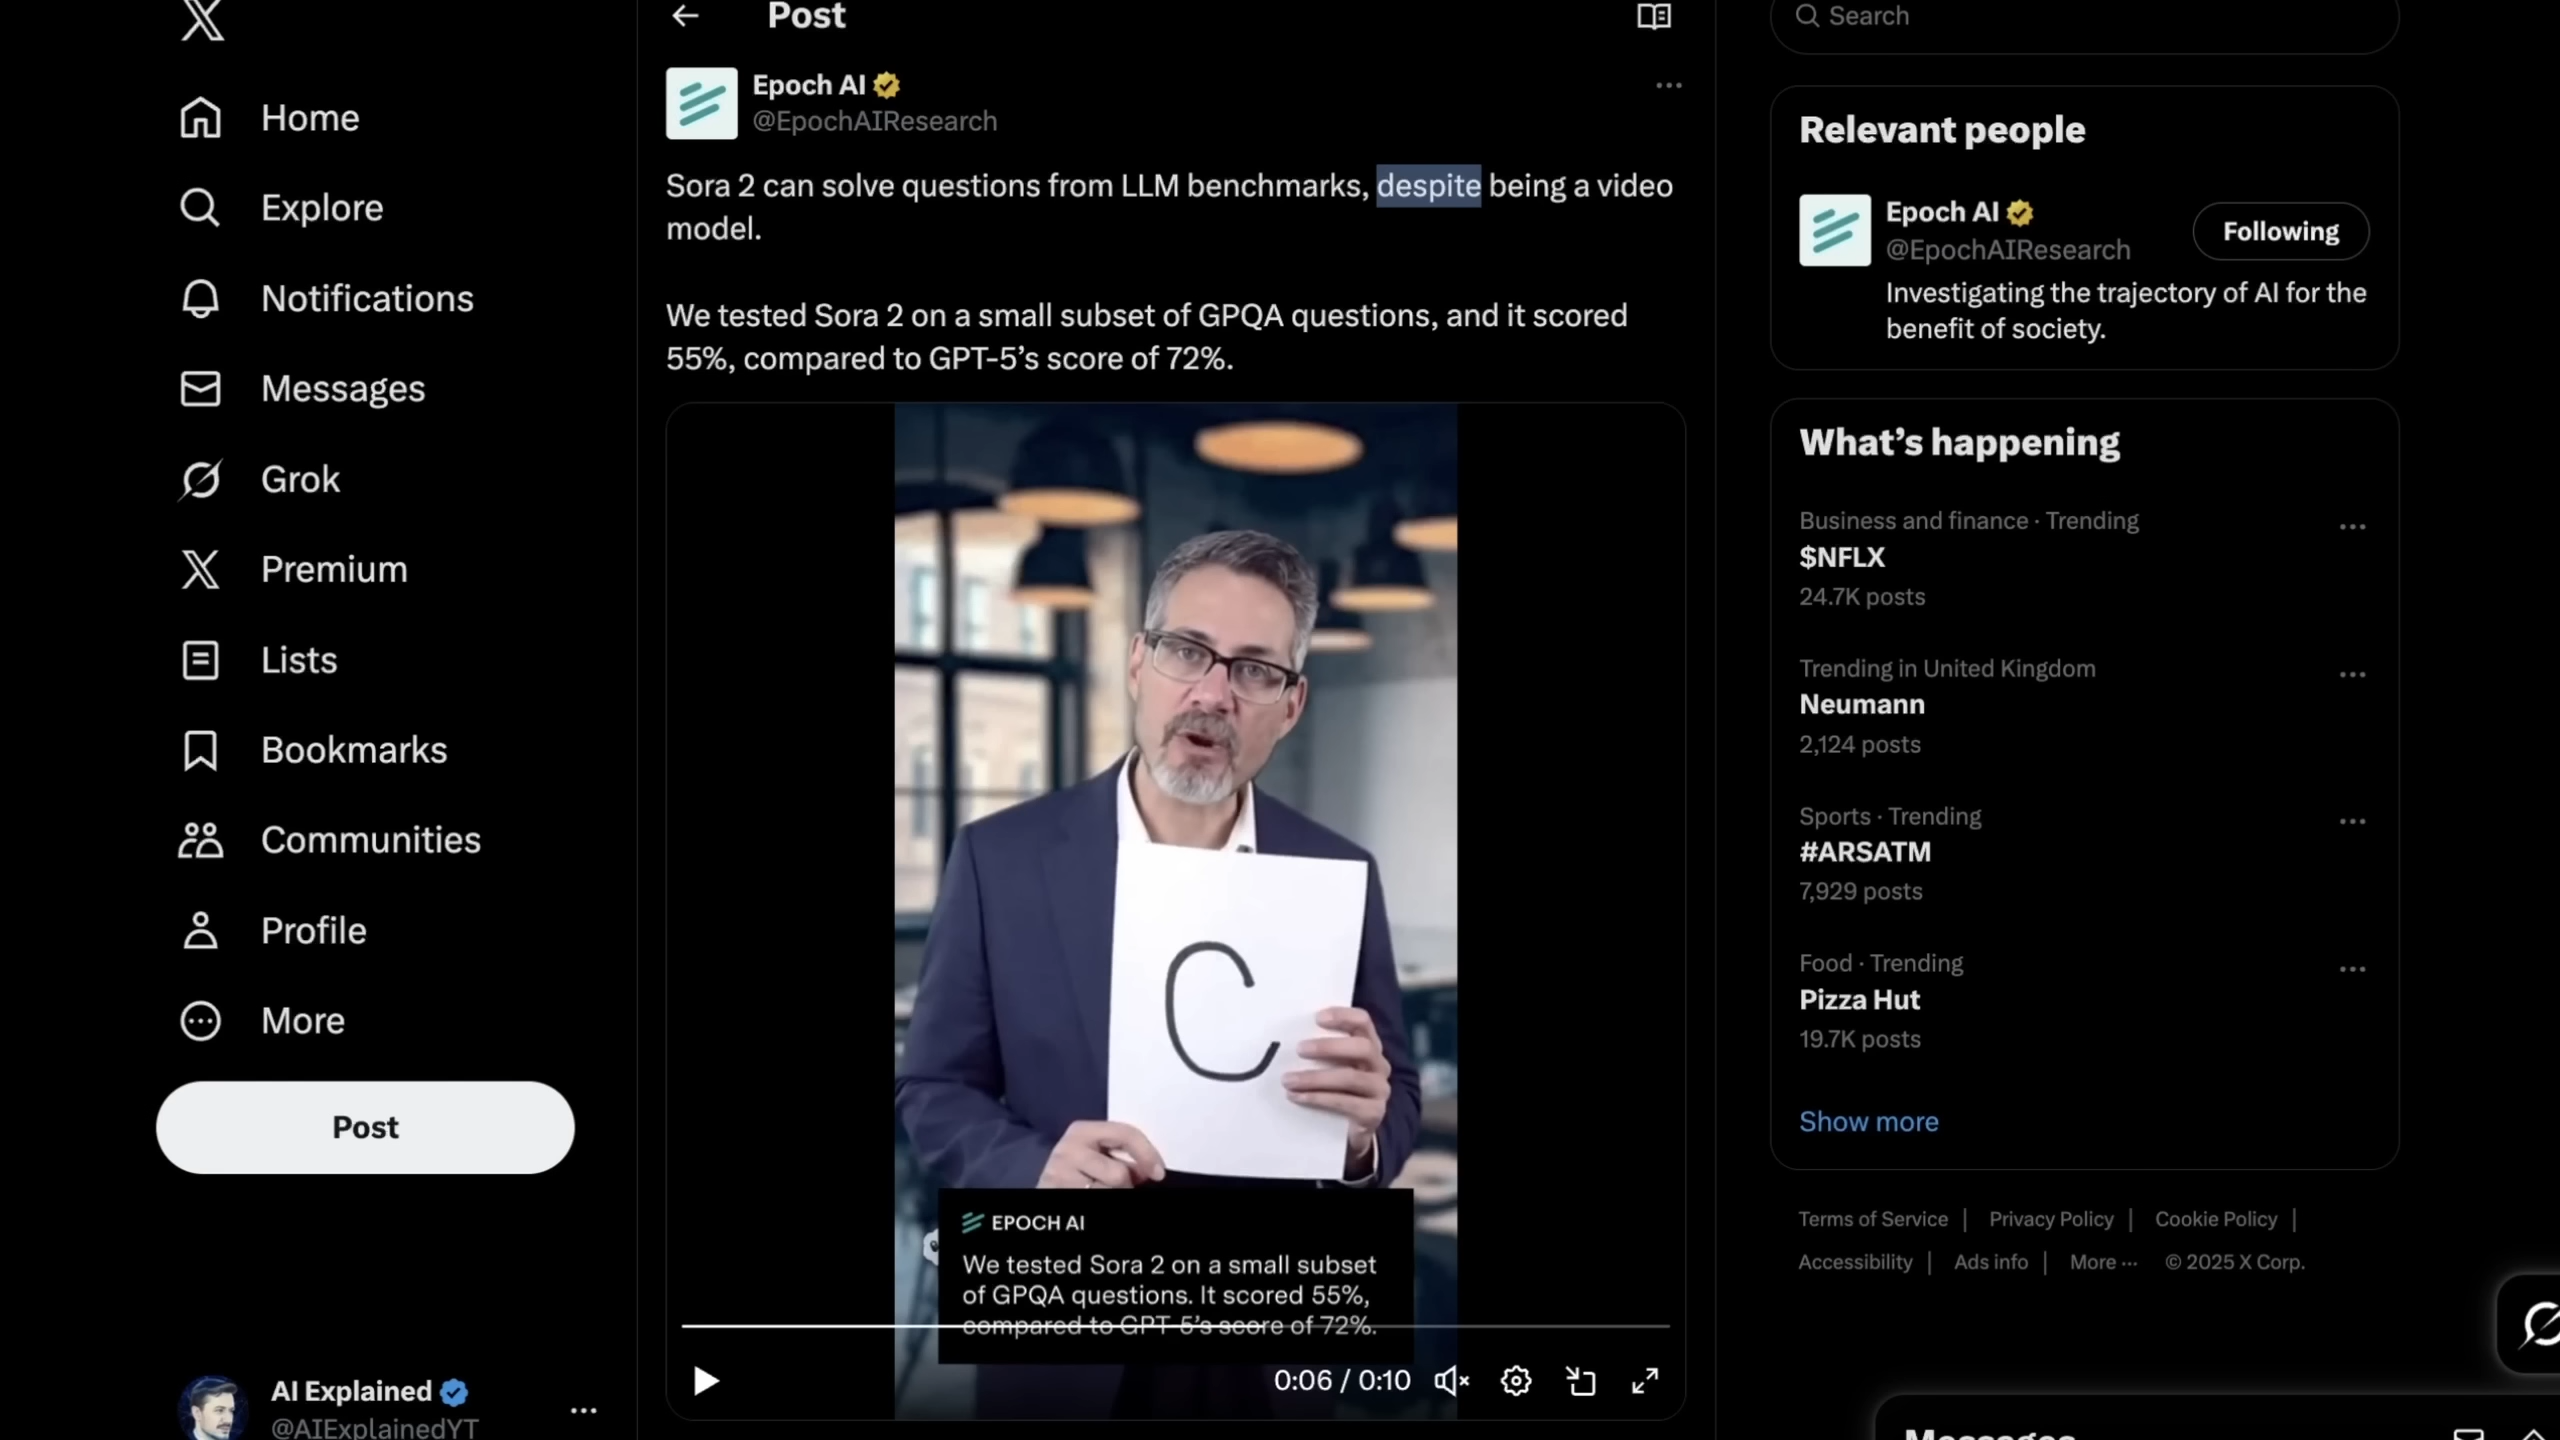 Home
Explore
Notifications
Messages
Grok
Premium
Lists
Bookmarks
Communities
Profile
More
Post
AI Explained
@AIExplainedYT
Post
Epoch AI
@EpochAIResearch
Sora 2 can solve questions from LLM benchmarks, despite being a video
model.
We tested Sora 2 on a small subset of GPQA questions, and it scored
55%, compared to GPT-5’s score of 72%.
C
EPOCH AI
We tested Sora 2 on a small subset
of GPQA questions. It scored 55%,
compared to GPT-5’s score of 72%.
0:06 / 0:10
Search
Relevant people
Epoch AI
@EpochAIResearch
Following
Investigating the trajectory of AI for the
benefit of society.
What’s happening
Business and finance · Trending
$NFLX
24.7K posts
Trending in United Kingdom
Neumann
2,124 posts
Sports · Trending
#ARSATM
7,929 posts
Food · Trending
Pizza Hut
19.7K posts
Show more
Terms of Service | Privacy Policy | Cookie Policy |
Accessibility | Ads info | More ··· © 2025 X Corp.
Messages